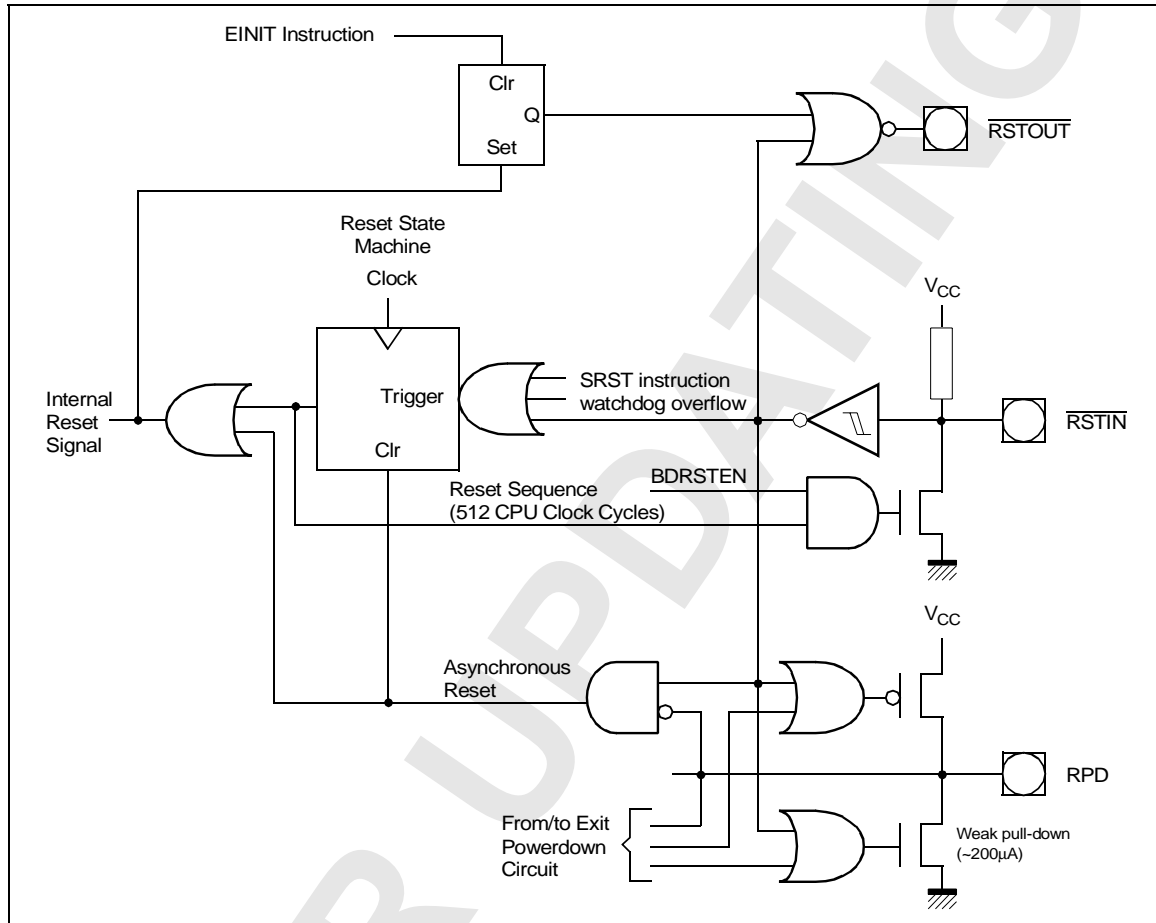 EINIT Instruction
Clr
Q
Set
RSTOUT
Reset State
Machine
Clock
VCC
Internal
Reset
Signal
Trigger
Clr
SRST instruction
watchdog overflow
RSTIN
BDRSTEN
Reset Sequence
(512 CPU Clock Cycles)
VCC
Asynchronous
Reset
RPD
From/to Exit
Powerdown
Circuit
Weak pull-down
(~200µA)
R UPDATING